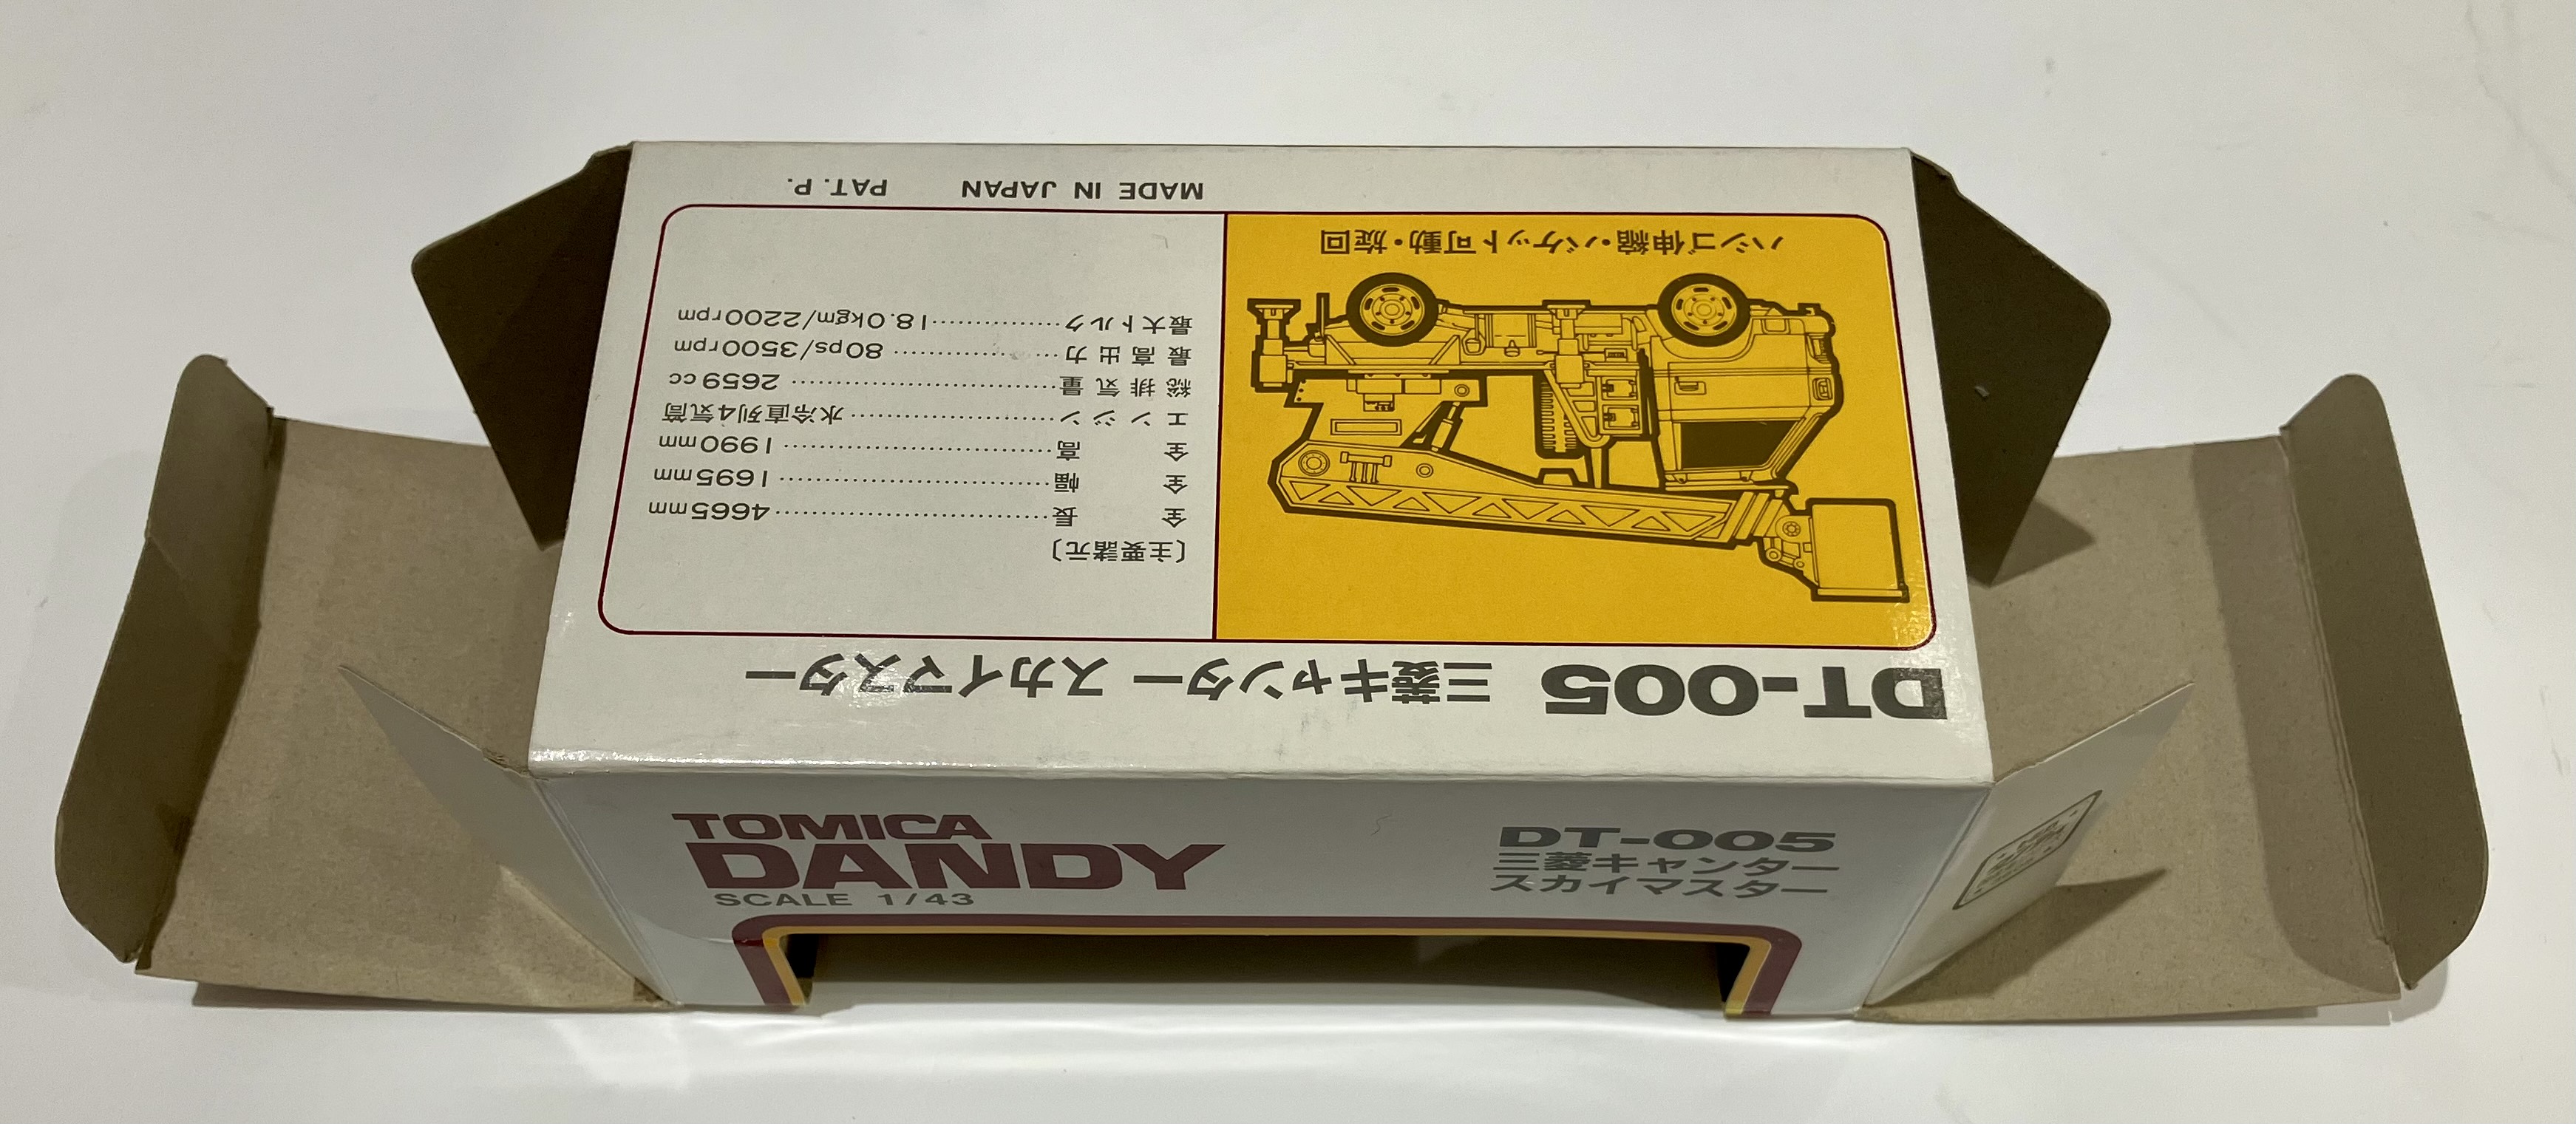 DT-005 三菱キャンター スカイマスター
ハシゴ伸縮・バケット可動・旋回
〔主要諸元〕
全長……………………4665mm
全幅……………………1695mm
全高……………………1990mm
エンジン………………水冷直列4気筒
総排気量………………2659cc
最高出力……………80ps/3500rpm
最大トルク……………18.0kgm/2200rpm
MADE IN JAPAN PAT. P.
TOMICA
DANDY
SCALE 1/43
DT-005
三菱キャンター
スカイマスター